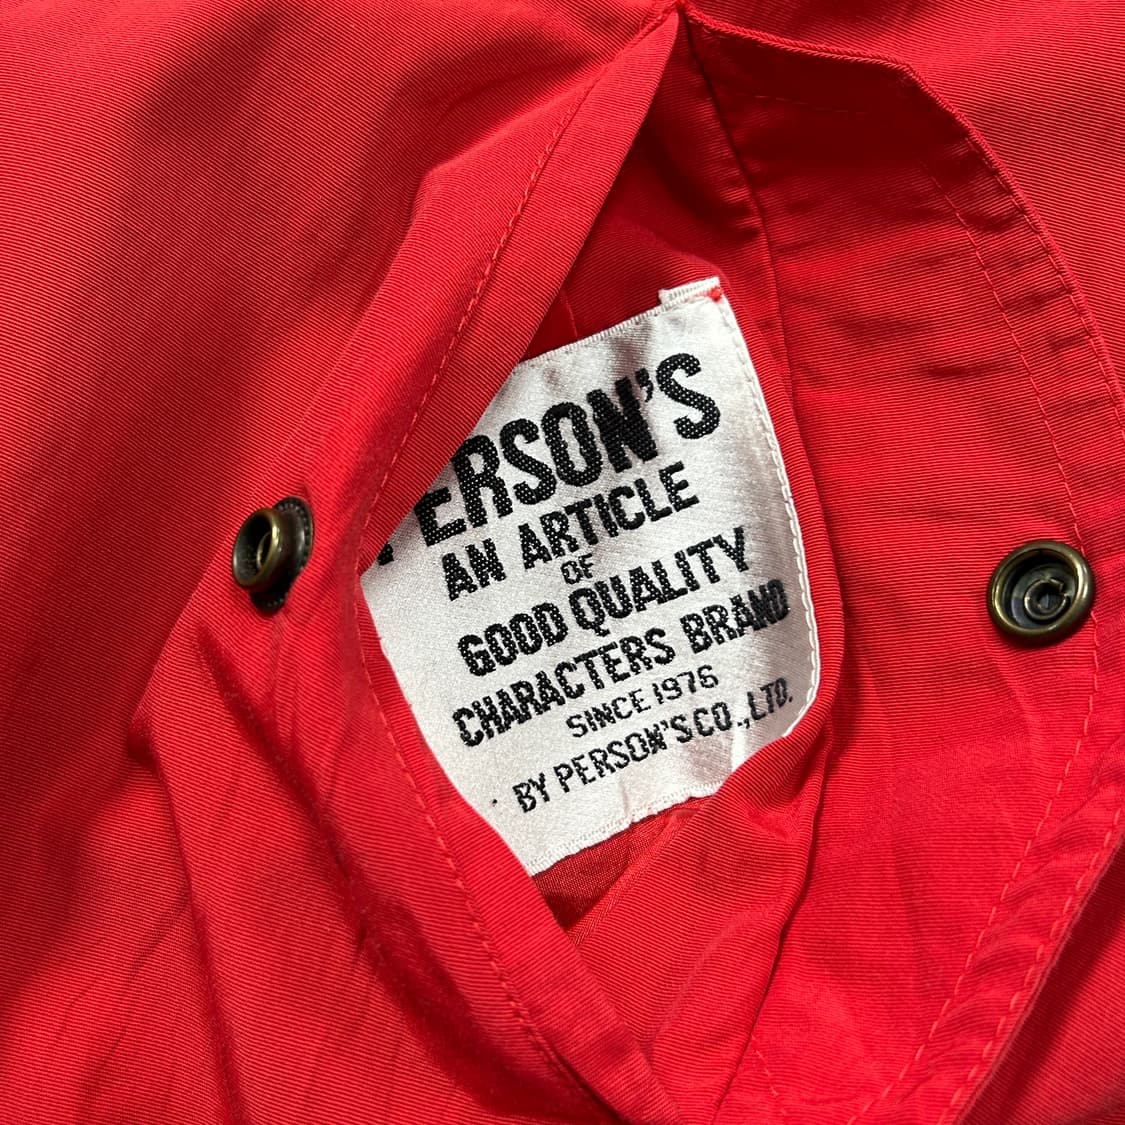 PERSON'S
AN ARTICLE
OF
GOOD QUALITY
CHARACTERS BRAND
SINCE 1976
BY PERSON'S CO., LTD.